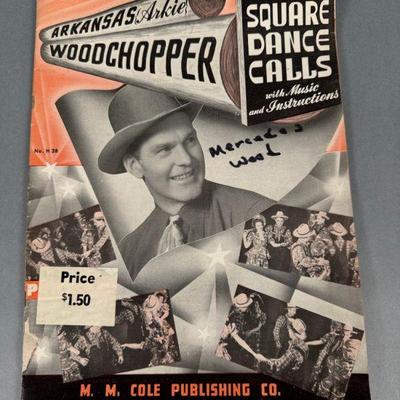 ARKANSAS (Arkie)
WOODCHOPPER
SQUARE
DANCE
CALLS
with Music
and Instructions
No. M 28
Mercedes
Wood
Price
$1.50
P
M. M. COLE PUBLISHING CO.